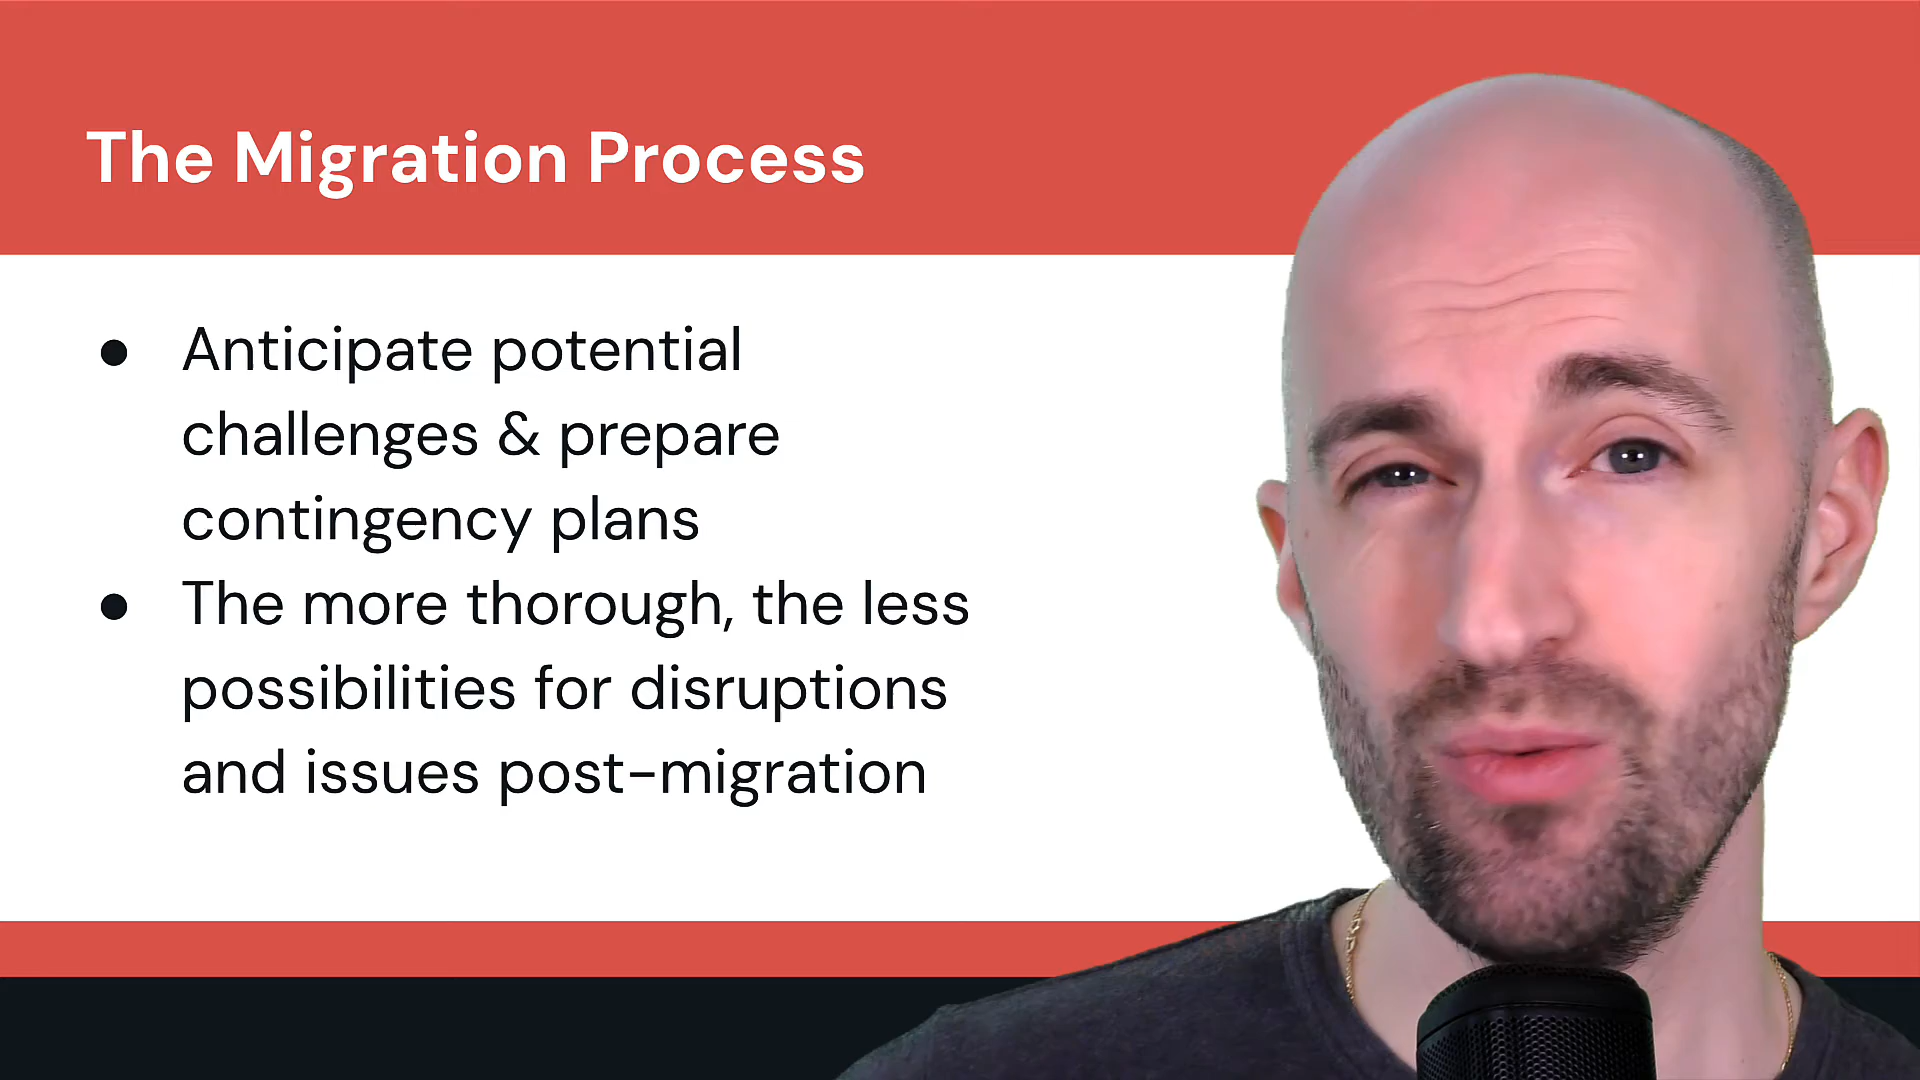 The Migration Process
● Anticipate potential
challenges & prepare
contingency plans
● The more thorough, the less
possibilities for disruptions
and issues post-migration